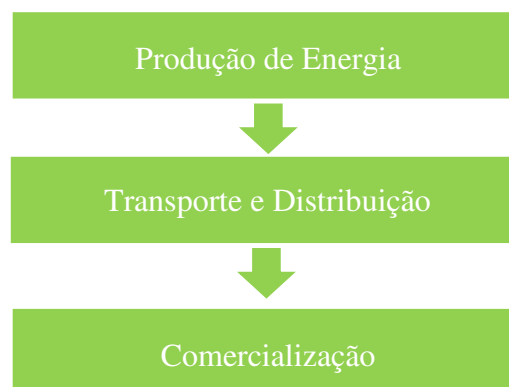 Produção de Energia
Transporte e Distribuição
Comercialização